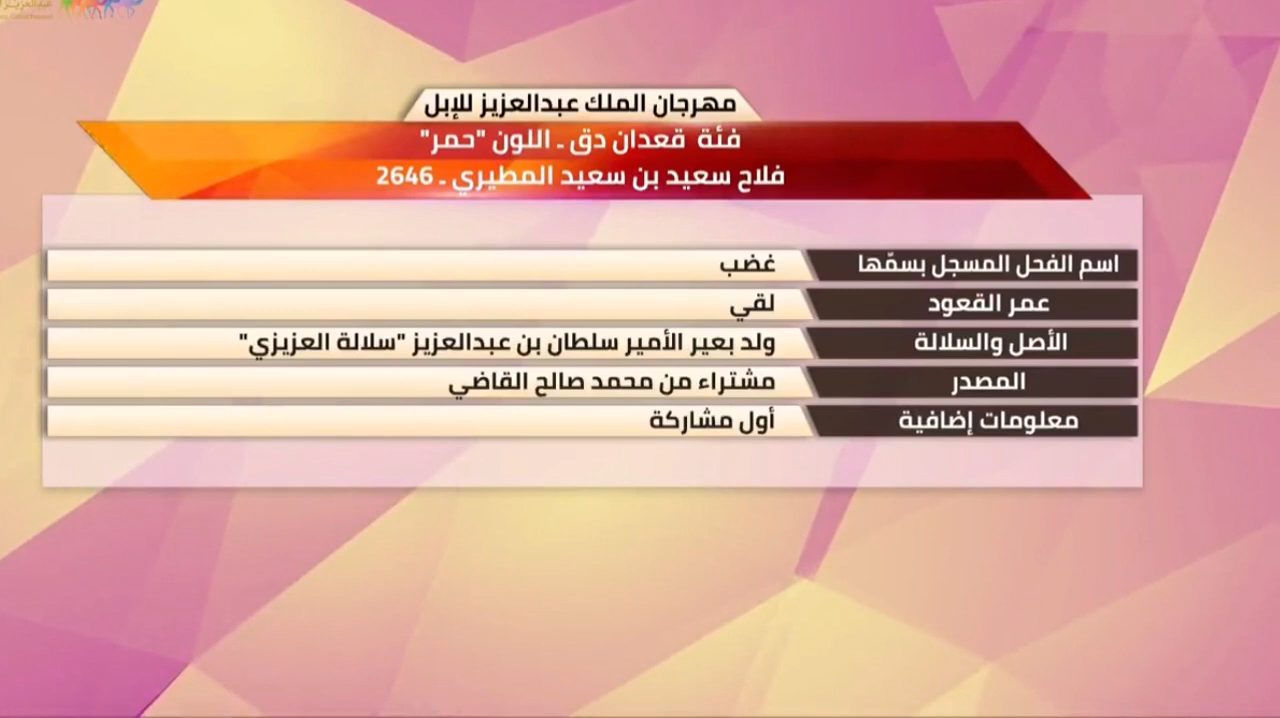 مهرجان الملك عبدالعزيز للإبل
فئة قعدان دق - اللون "حمر"
فلاح سعيد بن سعيد المطيري - 2646
اسم الفحل المسجل بسمّها غضب
عمر القعود لقي
الأصل والسلالة ولد بعير الأمير سلطان بن عبدالعزيز "سلالة العزيزي"
المصدر مشتراء من محمد صالح القاضي
معلومات إضافية أول مشاركة